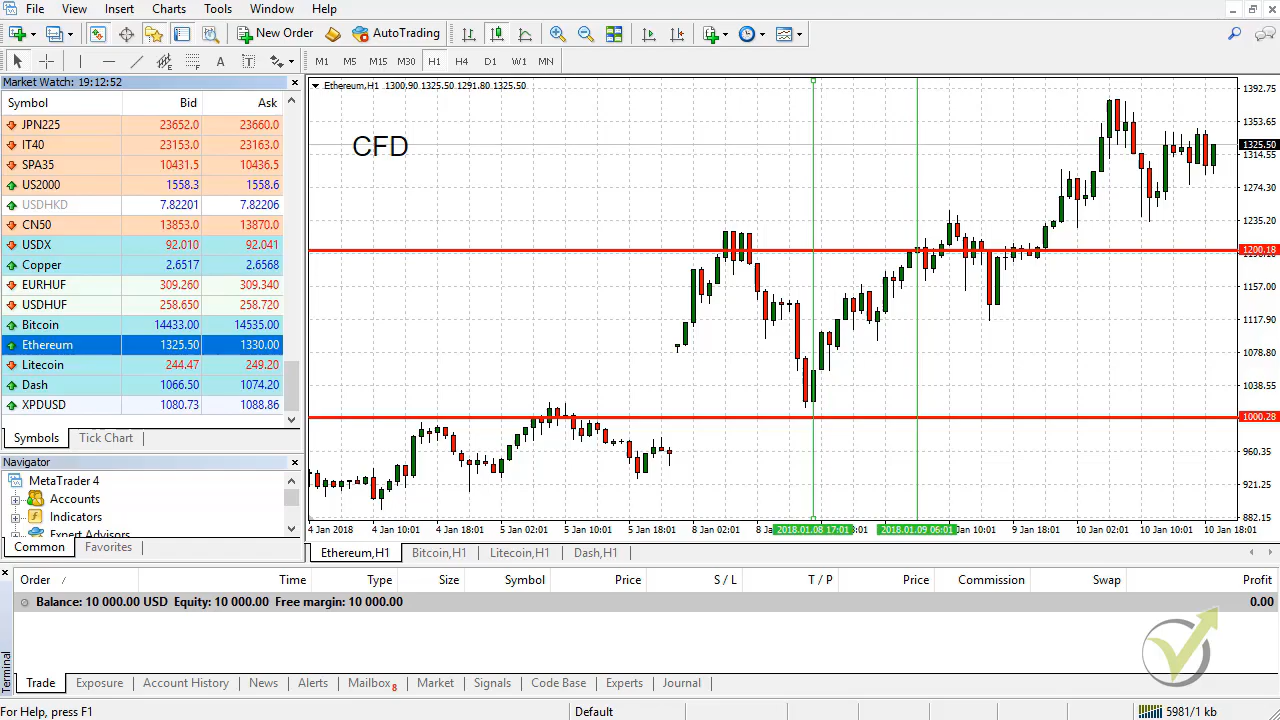 File View Insert Charts Tools Window Help
New Order AutoTrading
M1 M5 M15 M30 H1 H4 D1 W1 MN
Market Watch: 19:12:52
Symbol Bid Ask
JPN225 23652.0 23660.0
IT40 23153.0 23163.0
SPA35 10431.5 10436.5
US2000 1558.3 1558.6
USDHKD 7.82201 7.82206
CN50 13853.0 13870.0
USDX 92.010 92.041
Copper 2.6517 2.6568
EURHUF 309.260 309.340
USDHUF 258.650 258.720
Bitcoin 14433.00 14535.00
Ethereum 1325.50 1330.00
Litecoin 244.47 249.20
Dash 1066.50 1074.20
XPDUSD 1080.73 1088.86
Symbols Tick Chart
Navigator
MetaTrader 4
Accounts
Indicators
Expert Advisors
Common Favorites
Ethereum,H1 1300.90 1325.50 1291.80 1325.50
CFD
1392.75
1353.65
1325.50
1314.55
1274.30
1235.20
1200.18
1157.00
1117.90
1078.80
1038.55
1000.28
960.35
921.25
882.15
4 Jan 2018 4 Jan 10:01 4 Jan 18:01 5 Jan 02:01 5 Jan 10:01 5 Jan 18:01 8 Jan 02:01 8 Jan 2018.01.08 17:01 :01 2018.01.09 06:01 an 10:01 9 Jan 18:01 10 Jan 02:01 10 Jan 10:01 10 Jan 18:01
Ethereum,H1 Bitcoin,H1 Litecoin,H1 Dash,H1
Order / Time Type Size Symbol Price S / L T / P Price Commission Swap Profit
Balance: 10 000.00 USD Equity: 10 000.00 Free margin: 10 000.00 0.00
Terminal
Trade Exposure Account History News Alerts Mailbox 8 Market Signals Code Base Experts Journal
For Help, press F1 Default 5981/1 kb